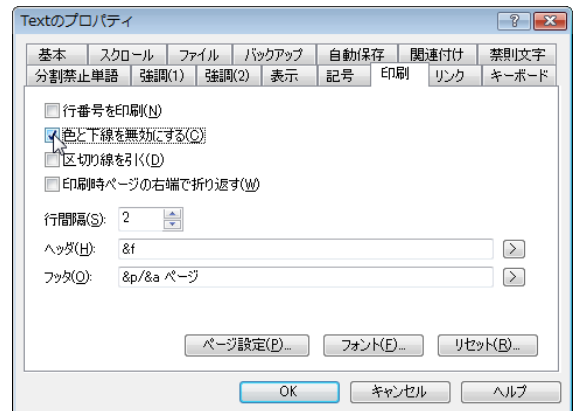 Textのプロパティ
基本 スクロール ファイル バックアップ 自動保存 関連付け 禁則文字
分割禁止単語 強調(1) 強調(2) 表示 記号 印刷 リンク キーボード
行番号を印刷(N)
色と下線を無効にする(C)
区切り線を引く(D)
印刷時ページの右端で折り返す(W)
行間隔(S): 2
ヘッダ(H): &f >
フッタ(O): &p/&a ページ >
ページ設定(P)... フォント(F)... リセット(R)...
OK キャンセル ヘルプ